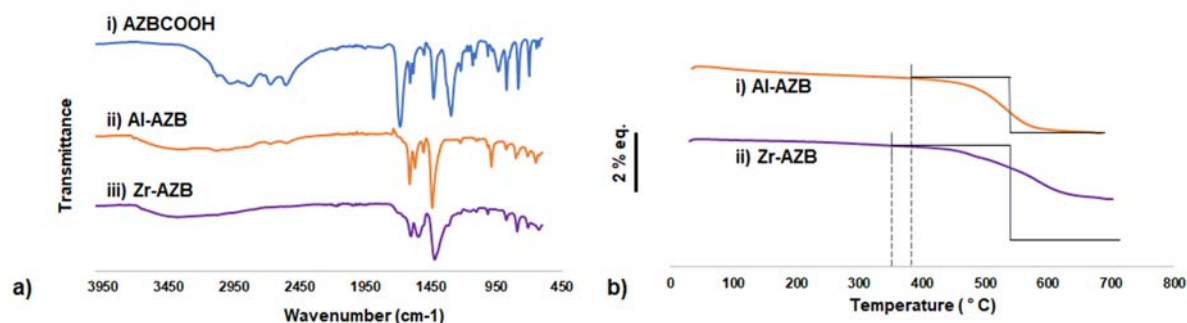 i) AZBCOOH
ii) Al-AZB
iii) Zr-AZB
Transmittance
3950 3450 2950 2450 1950 1450 950 450
Wavenumber (cm-1)
a)
i) Al-AZB
ii) Zr-AZB
2 % eq.
0 100 200 300 400 500 600 700 800
Temperature ( ° C)
b)